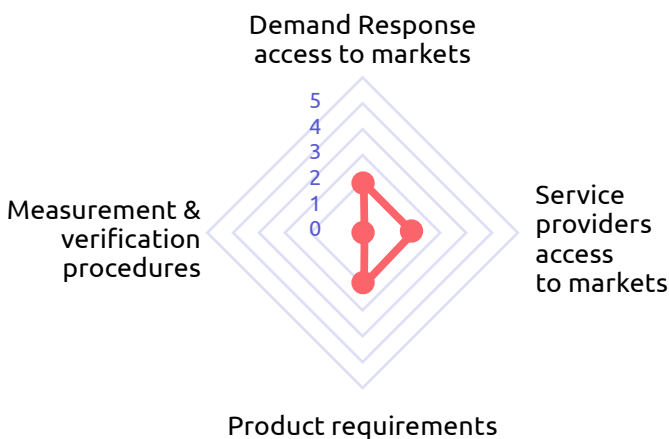 Demand Response
access to markets
5
4
3
2
1
0
Measurement &
verification
procedures
Service
providers
access
to markets
Product requirements